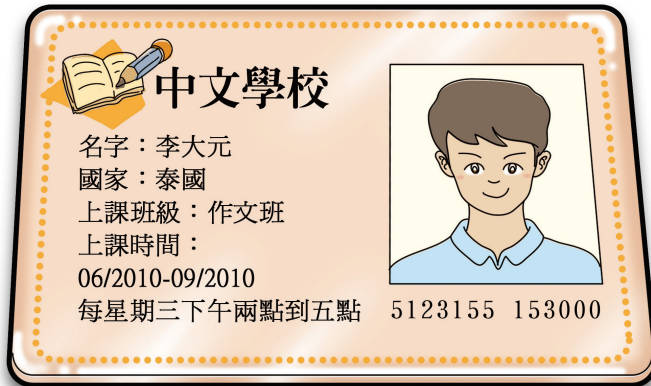 中文學校
名字：李大元
國家：泰國
上課班級：作文班
上課時間：
06/2010-09/2010
每星期三下午兩點到五點
5123155 153000